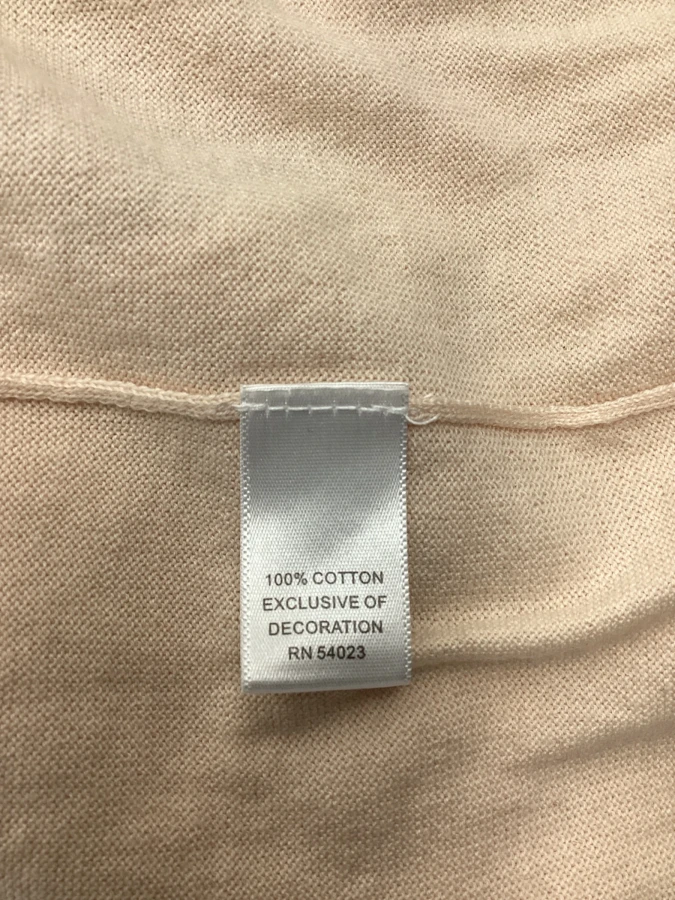 100% COTTON
EXCLUSIVE OF
DECORATION
RN 54023